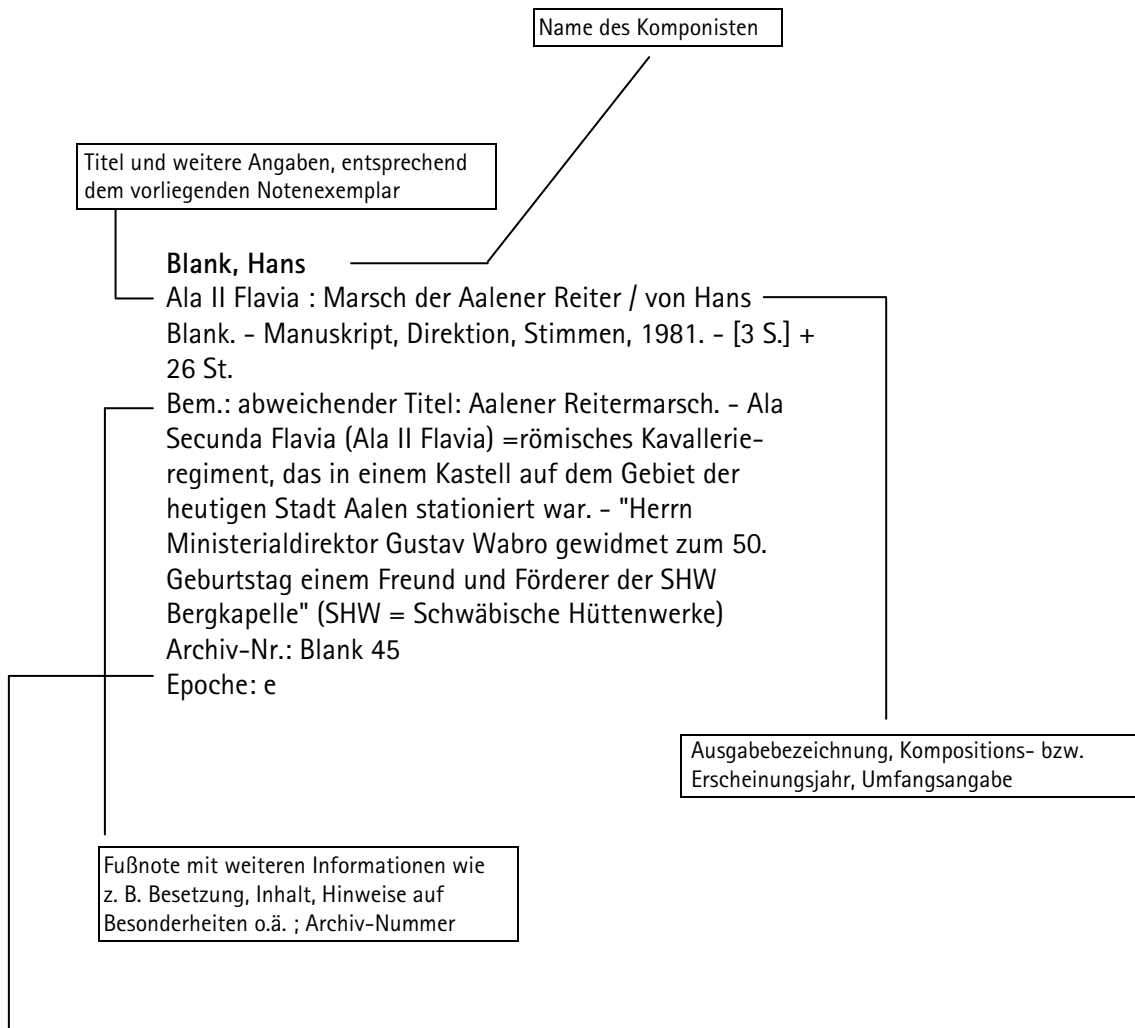 Name des Komponisten
Titel und weitere Angaben, entsprechend
dem vorliegenden Notenexemplar
Blank, Hans
Ala II Flavia : Marsch der Aalener Reiter / von Hans
Blank. - Manuskript, Direktion, Stimmen, 1981. - [3 S.] +
26 St.
Bem.: abweichender Titel: Aalener Reitermarsch. - Ala
Secunda Flavia (Ala II Flavia) =römisches Kavallerie-
regiment, das in einem Kastell auf dem Gebiet der
heutigen Stadt Aalen stationiert war. - "Herrn
Ministerialdirektor Gustav Wabro gewidmet zum 50.
Geburtstag einem Freund und Förderer der SHW
Bergkapelle" (SHW = Schwäbische Hüttenwerke)
Archiv-Nr.: Blank 45
Epoche: e
Ausgabebezeichnung, Kompositions- bzw.
Erscheinungsjahr, Umfangsangabe
Fußnote mit weiteren Informationen wie
z. B. Besetzung, Inhalt, Hinweise auf
Besonderheiten o.ä. ; Archiv-Nummer